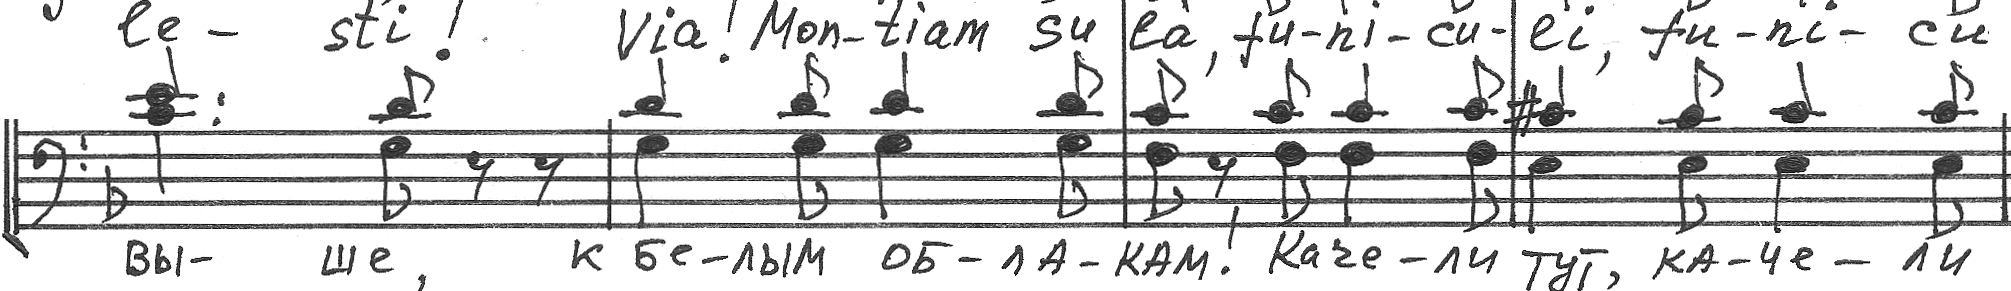 le - sti! Via! Mon-tiam su la, fu-ni-cu-li, fu-ni-cu
вы- ше, к бе-лым об-ла-кам! Каче-ли тут, ка-че-ли